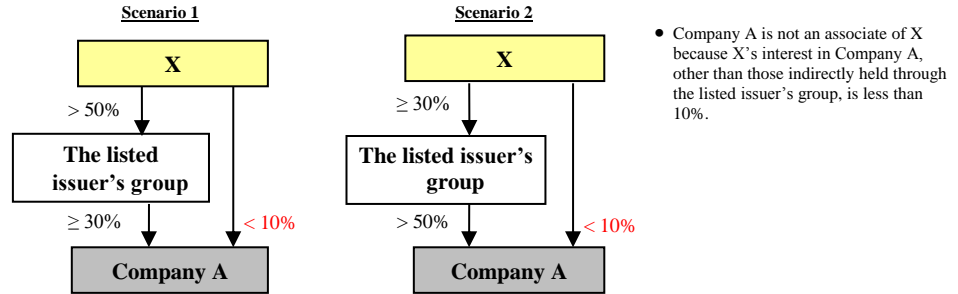 Scenario 1
X
> 50%
The listed
issuer’s group
≥ 30%
< 10%
Company A
Scenario 2
X
≥ 30%
The listed issuer’s
group
> 50%
< 10%
Company A
• Company A is not an associate of X
because X’s interest in Company A,
other than those indirectly held through
the listed issuer’s group, is less than
10%.